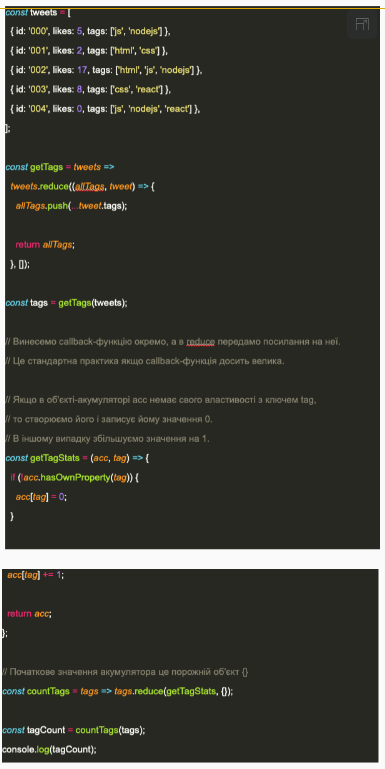 const tweets = [
{ id: '000', likes: 5, tags: ['js', 'nodejs'] },
{ id: '001', likes: 2, tags: ['html', 'css'] },
{ id: '002', likes: 17, tags: ['html', 'js', 'nodejs'] },
{ id: '003', likes: 8, tags: ['css', 'react'] },
{ id: '004', likes: 0, tags: ['js', 'nodejs', 'react'] },
];
const getTags = tweets =>
tweets.reduce((allTags, tweet) => {
allTags.push(...tweet.tags);
return allTags;
}, []);
const tags = getTags(tweets);
// Винесемо callback-функцію окремо, а в reduce передамо посилання на неї.
// Це стандартна практика якщо callback-функція досить велика.
// Якщо в об'єкті-акумуляторі acc немає свого властивості з ключем tag,
// то створюємо його і записує йому значення 0.
// В іншому випадку збільшуємо значення на 1.
const getTagStats = (acc, tag) => {
if (!acc.hasOwnProperty(tag)) {
acc[tag] = 0;
}
acc[tag] += 1;
return acc;
};
// Початкове значення акумулятора це порожній об'єкт {}
const countTags = tags => tags.reduce(getTagStats, {});
const tagCount = countTags(tags);
console.log(tagCount);